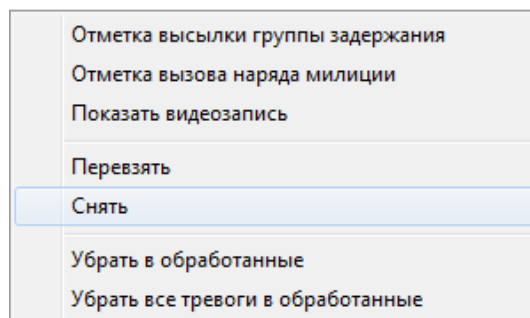 Отметка высылки группы задержания
Отметка вызова наряда милиции
Показать видеозапись
Перевзять
Снять
Убрать в обработанные
Убрать все тревоги в обработанные